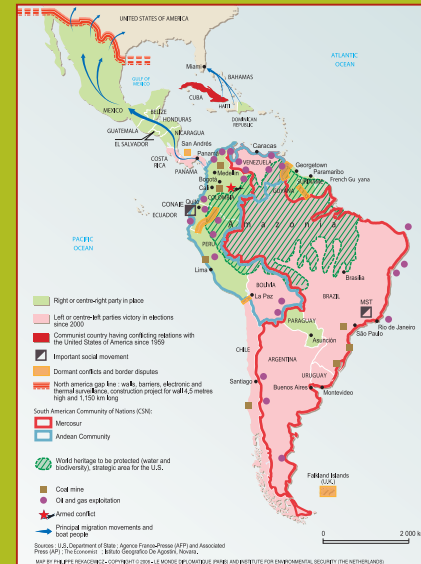 UNITED STATES OF AMERICA
ATLANTIC
OCEAN
Miami
GULF OF
MEXICO
BAHAMAS
CUBA
HAITI
DOMINICAN
REPUBLIC
MEXICO
BELIZE
HONDURAS
GUATEMALA
NICARAGUA
EL SALVADOR
San Andrés
COSTA
RICA
Panama
PANAMA
Caracas
VENEZUELA
Medellin
Bogota
Cali
COLOMBIA
Georgetown
Paramaribo
French Gu yana
GUYANA
CONAIE
Quito
ECUADOR
Amazonia
PACIFIC
OCEAN
PERU
Lima
Brasilia
BOLIVIA
La Paz
BRAZIL
MST
Rio de Janeiro
São Paulo
PARAGUAY
Asunción
CHILE
ARGENTINA
URUGUAY
Santiago
Buenos Aires
Montevideo
Falsland Islands
(U.K.)
Right or centre-right party in place
Left or centre-left parties victory in elections
since 2000
Communist country having conflicting relations with
the United States of America since 1959
Important social movement
Dormant conflicts and border disputes
North america gap line : walls, barriers, electronic and
thermal surveillance, construction project for wall 4,5 metres
high and 1,150 km long
South American Community of Nations (CSN):
Mercosur
Andean Community
World heritage to be protected (water and
biodiversity), strategic area for the U.S.
Coal mine
Oil and gas exploitation
Armed conflict
Principal migration movements and
boat people
0
2 000 k
Sources : U.S. Department of State ; Agence France-Presse (AFP) and Associated
Press (AP) ; The Economist ; Istituto Geografico De Agostini, Novara.
MAP BY PHILIPPE REKACEWICZ - COPYRIGHT © 2006 - LE MONDE DIPLOMATIQUE (PARIS) AND INSTITUTE FOR ENVIRONMENTAL SECURITY (THE NETHERLANDS)